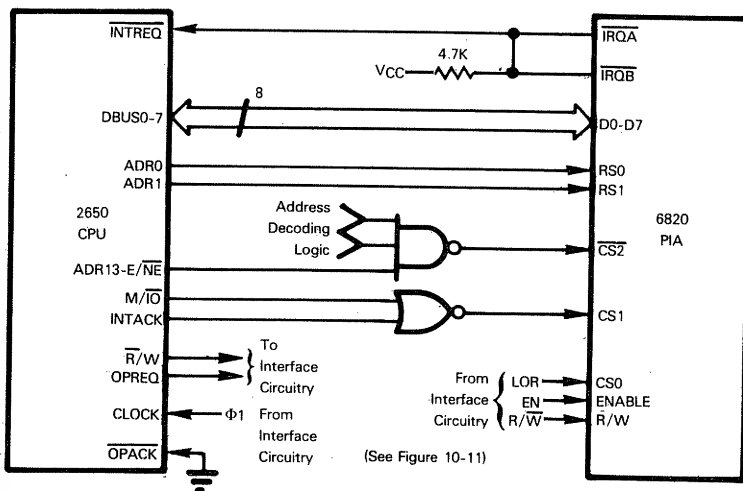 INTREQ
IRQA
4.7K
VCC
IRQB
8
DBUS0-7
D0-D7
ADR0
RS0
ADR1
RS1
2650
CPU
Address
Decoding
Logic
6820
PIA
CS2
ADR13-E/NE
M/IO
INTACK
CS1
R/W
OPREQ
To
Interface
Circuitry
From
Interface
Circuitry
LOR
CS0
EN
ENABLE
R/W
R/W
CLOCK
Φ1
From
Interface
Circuitry
OPACK
(See Figure 10-11)